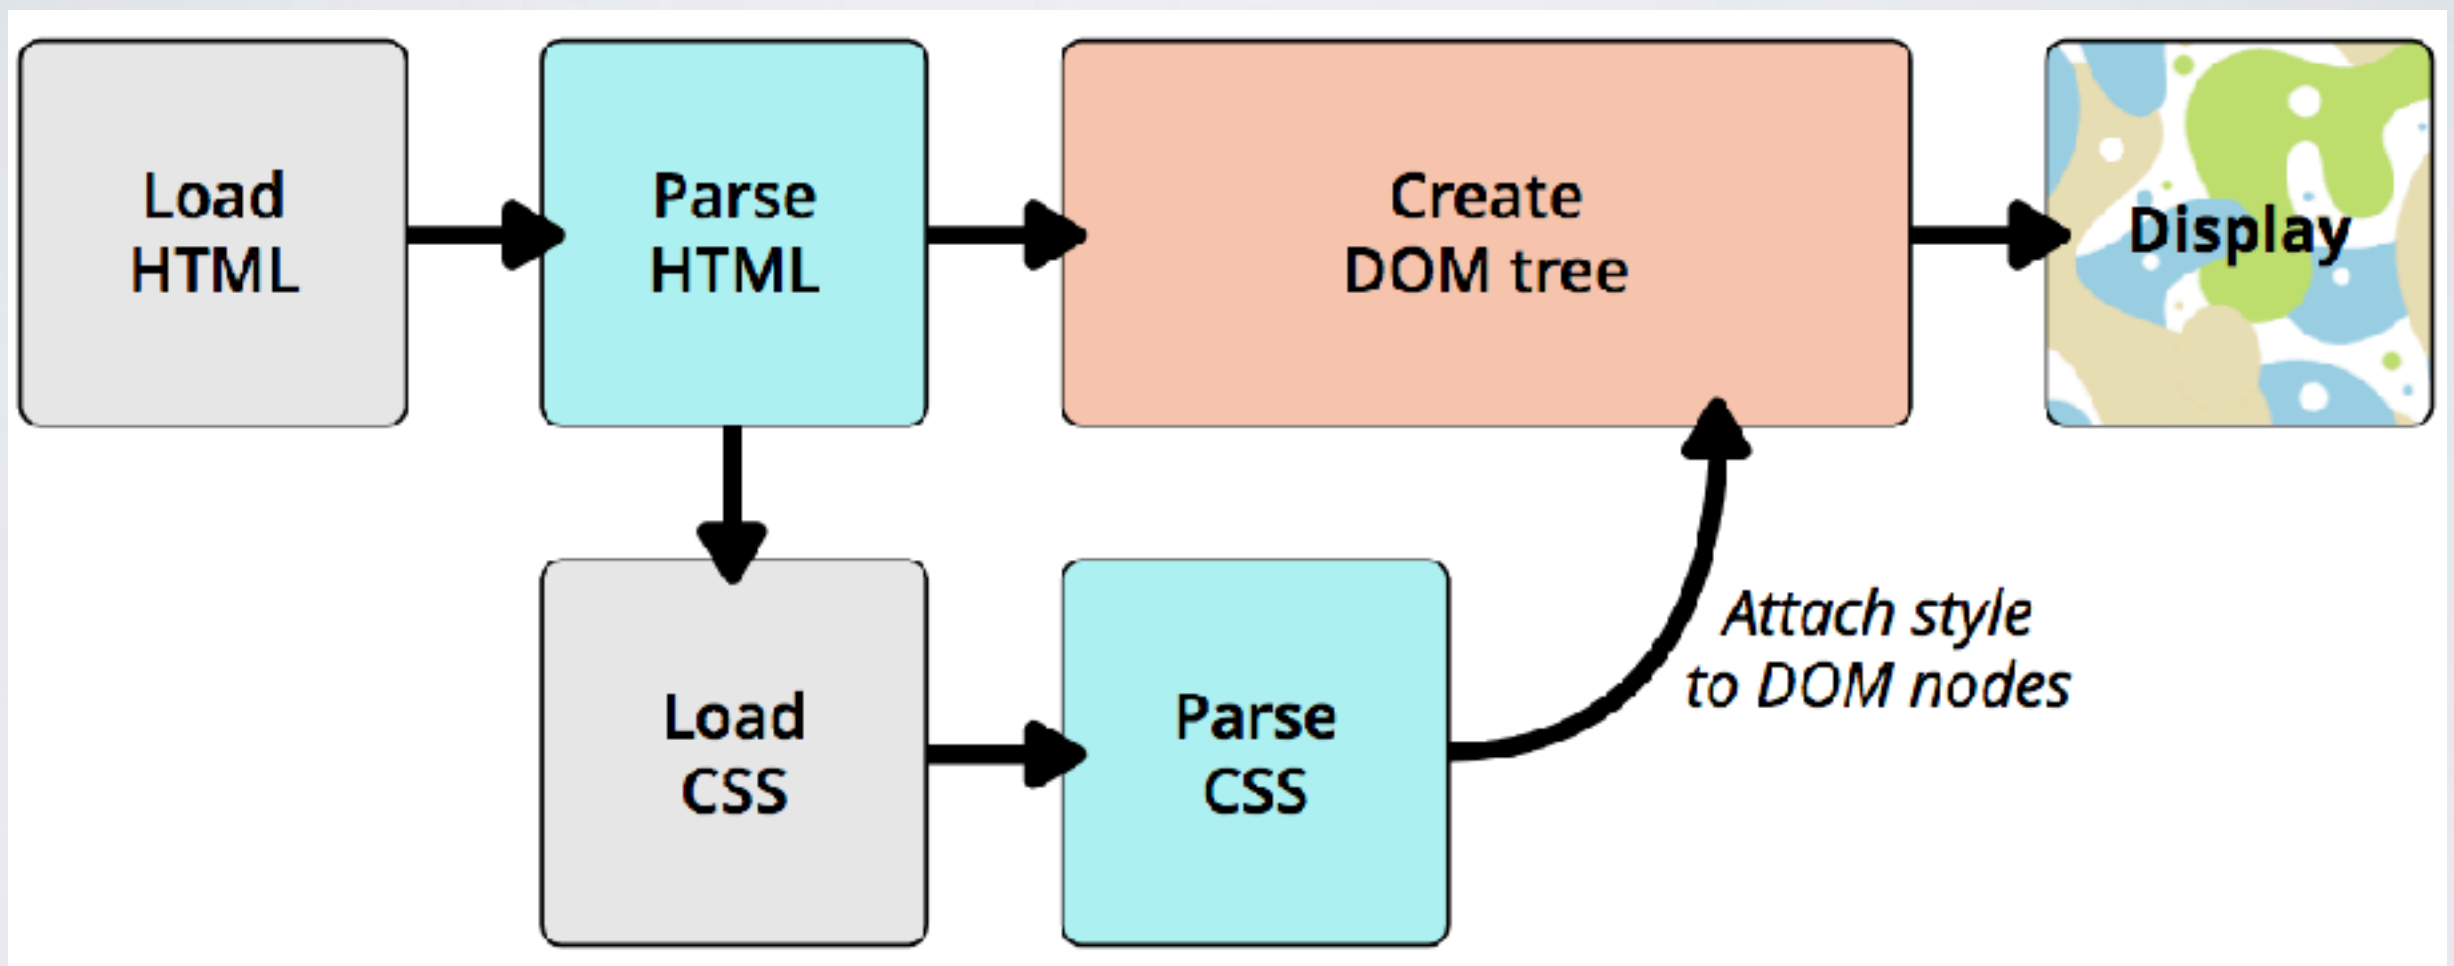 Load
HTML
Parse
HTML
Create
DOM tree
Display
Load
CSS
Parse
CSS
Attach style
to DOM nodes